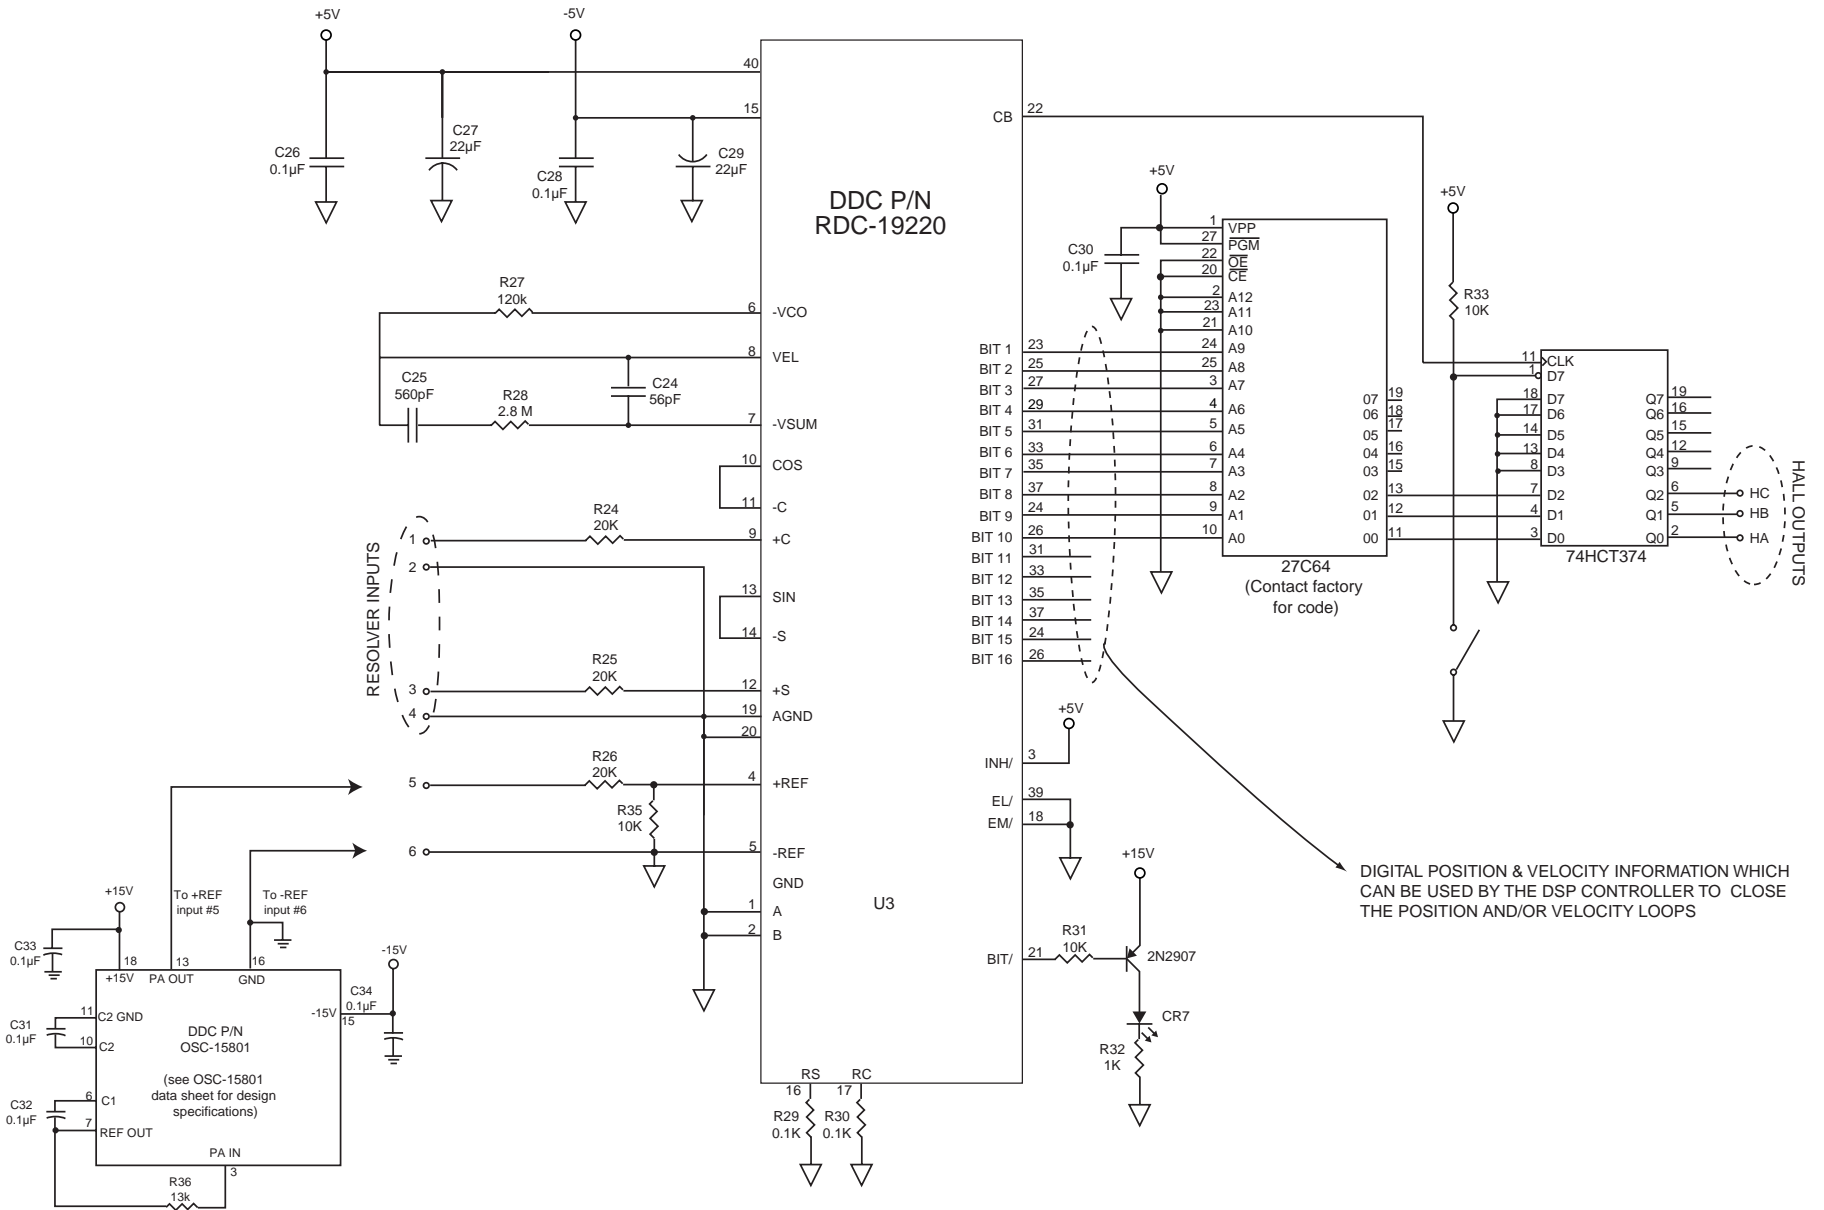 +5V
-5V
40
15
C26
0.1µF
C27
22µF
C28
0.1µF
C29
22µF
DDC P/N
RDC-19220
CB
22
R27
120k
6
-VCO
8
VEL
C25
560pF
R28
2.8 M
C24
56pF
7
-VSUM
10
COS
11
-C
R24
20K
9
+C
RESOLVER INPUTS
1
2
3
4
13
SIN
14
-S
R25
20K
12
+S
19
AGND
20
5
R26
20K
4
+REF
R35
10K
6
5
-REF
GND
1
A
2
B
U3
BIT 1
23
BIT 2
25
BIT 3
27
BIT 4
29
BIT 5
31
BIT 6
33
BIT 7
35
BIT 8
37
BIT 9
24
BIT 10
26
BIT 11
31
BIT 12
33
BIT 13
35
BIT 14
37
BIT 15
24
BIT 16
26
+5V
C30
0.1µF
1
VPP
27
PGM
22
OE
20
CE
2
A12
23
A11
21
A10
24
A9
25
A8
3
A7
4
A6
5
A5
6
A4
7
A3
8
A2
9
A1
10
A0
07
19
06
18
05
17
04
16
03
15
02
13
01
12
00
11
27C64
(Contact factory
for code)
+5V
R33
10K
11
CLK
1
D7
18
D7
17
D6
14
D5
13
D4
8
D3
7
D2
4
D1
3
D0
Q7
19
Q6
16
Q5
15
Q4
12
Q3
9
Q2
6
HC
Q1
5
HB
Q0
2
HA
74HCT374
HALL OUTPUTS
INH/
3
+5V
EL/
39
EM/
18
+15V
BIT/
21
R31
10K
2N2907
CR7
R32
1K
RS
16
RC
17
R29
0.1K
R30
0.1K
DIGITAL POSITION & VELOCITY INFORMATION WHICH
CAN BE USED BY THE DSP CONTROLLER TO CLOSE
THE POSITION AND/OR VELOCITY LOOPS
+15V
To +REF
input #5
To -REF
input #6
C33
0.1µF
18
+15V
13
PA OUT
16
GND
-15V
C34
0.1µF
-15V
15
C31
0.1µF
11
C2 GND
10
C2
DDC P/N
OSC-15801
(see OSC-15801
data sheet for design
specifications)
C32
0.1µF
6
C1
7
REF OUT
PA IN
3
R36
13k